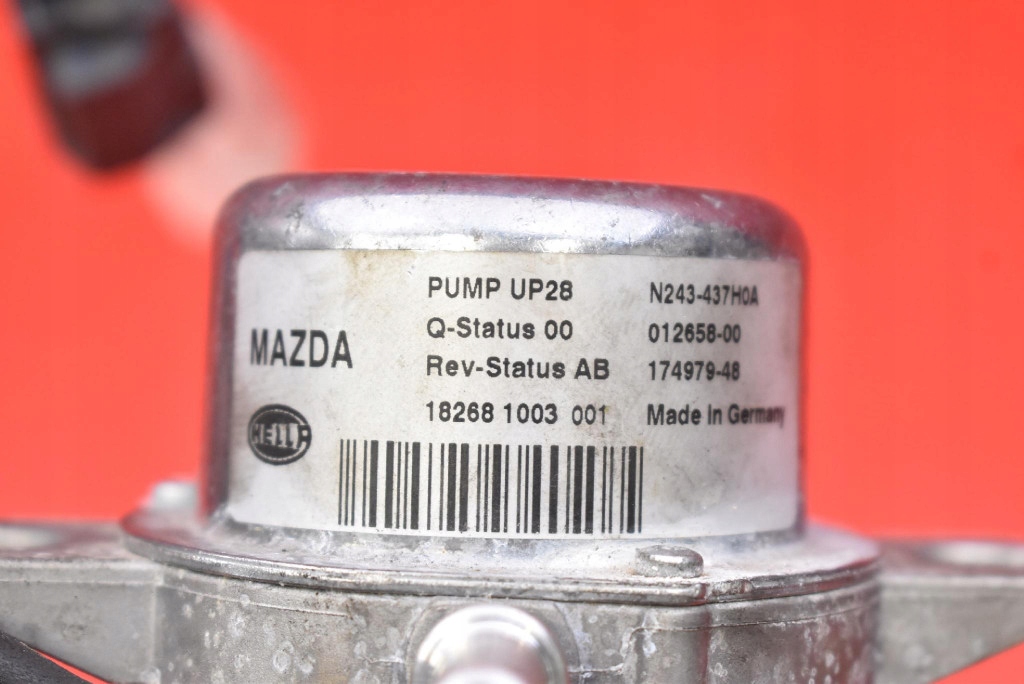 MAZDA
HELLA
PUMP UP28
Q-Status 00
Rev-Status AB
18268 1003 001
N243-437H0A
012658-00
174979-48
Made in Germany